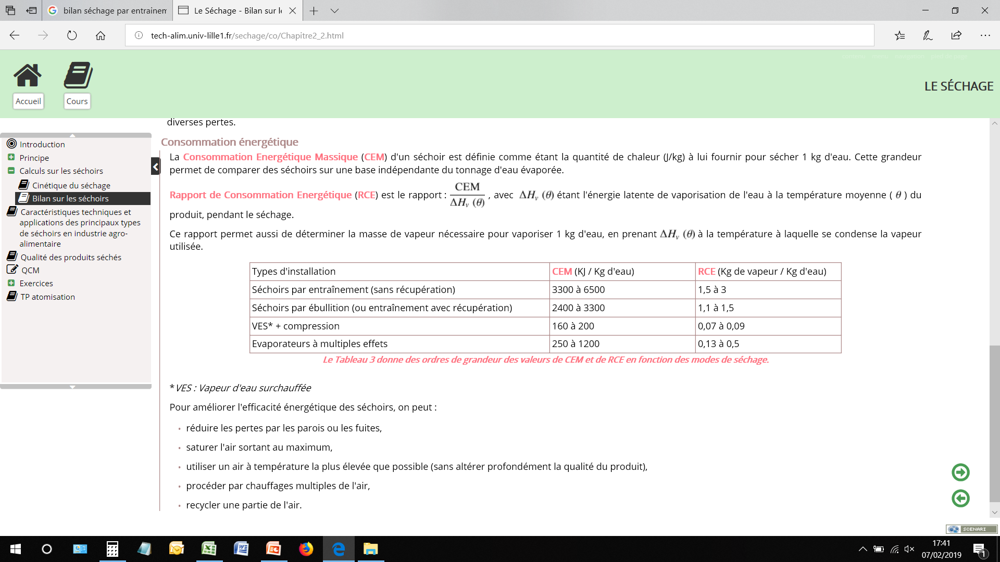 bilan séchage par entrainem
Le Séchage - Bilan sur le
tech-alim.univ-lille1.fr/sechage/co/Chapitre2_2.html
contenu menu navigation pied de page
Accueil
Cours
LE SÉCHAGE
Introduction
Principe
Calculs sur les séchoirs
Cinétique du séchage
Bilan sur les séchoirs
Caractéristiques techniques et
applications des principaux types
de séchoirs en industrie agro-
alimentaire
Qualité des produits séchés
QCM
Exercices
TP atomisation
diverses pertes.
Consommation énergétique
La Consommation Energétique Massique (CEM) d'un séchoir est définie comme étant la quantité de chaleur (J/kg) à lui fournir pour sécher 1 kg d'eau. Cette grandeur
permet de comparer des séchoirs sur une base indépendante du tonnage d'eau évaporée.
Rapport de Consommation Energétique (RCE) est le rapport : CEM / ΔHv (θ) , avec ΔHv (θ) étant l'énergie latente de vaporisation de l'eau à la température moyenne ( θ ) du
produit, pendant le séchage.
Ce rapport permet aussi de déterminer la masse de vapeur nécessaire pour vaporiser 1 kg d'eau, en prenant ΔHv (θ) à la température à laquelle se condense la vapeur
utilisée.
Types d'installation CEM (KJ / Kg d'eau) RCE (Kg de vapeur / Kg d'eau)
Séchoirs par entraînement (sans récupération) 3300 à 6500 1,5 à 3
Séchoirs par ébullition (ou entraînement avec récupération) 2400 à 3300 1,1 à 1,5
VES* + compression 160 à 200 0,07 à 0,09
Evaporateurs à multiples effets 250 à 1200 0,13 à 0,5
Le Tableau 3 donne des ordres de grandeur des valeurs de CEM et de RCE en fonction des modes de séchage.
* VES : Vapeur d'eau surchauffée
Pour améliorer l'efficacité énergétique des séchoirs, on peut :
• réduire les pertes par les parois ou les fuites,
• saturer l'air sortant au maximum,
• utiliser un air à température la plus élevée que possible (sans altérer profondément la qualité du produit),
• procéder par chauffages multiples de l'air,
• recycler une partie de l'air.
SCENARI
17:41
07/02/2019
1